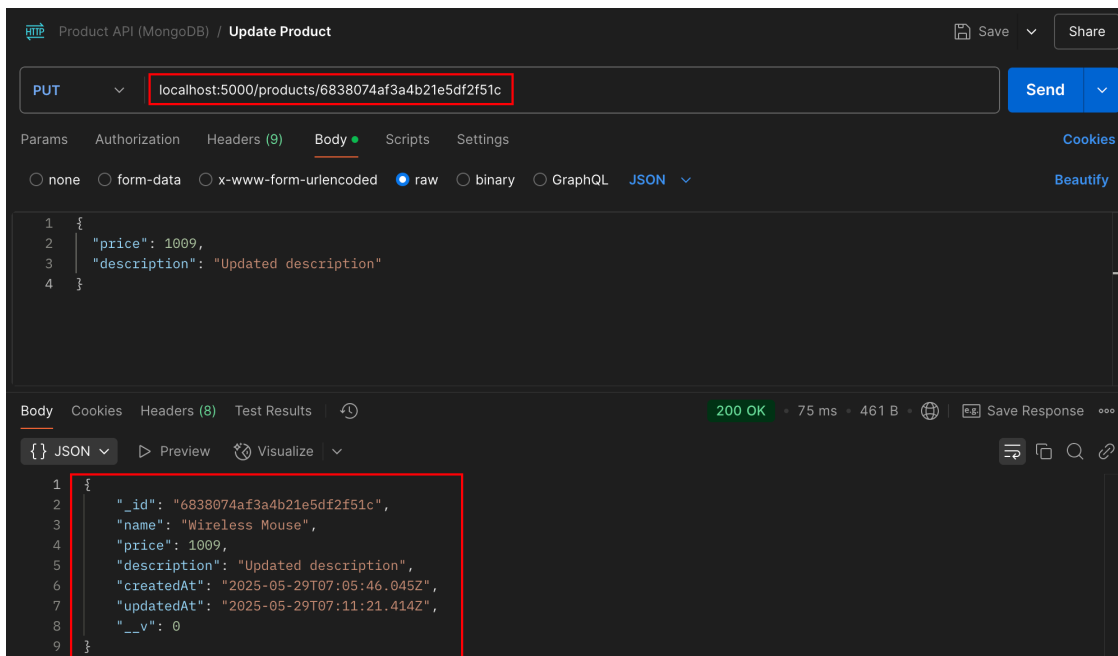 HTTP Product API (MongoDB) / Update Product Save Share
PUT localhost:5000/products/6838074af3a4b21e5df2f51c Send
Params Authorization Headers (9) Body Scripts Settings Cookies
none form-data x-www-form-urlencoded raw binary GraphQL JSON Beautify
1 {
2 "price": 1009,
3 "description": "Updated description"
4 }
Body Cookies Headers (8) Test Results 200 OK • 75 ms • 461 B • e.g. Save Response
{} JSON Preview Visualize
1 {
2 "_id": "6838074af3a4b21e5df2f51c",
3 "name": "Wireless Mouse",
4 "price": 1009,
5 "description": "Updated description",
6 "createdAt": "2025-05-29T07:05:46.045Z",
7 "updatedAt": "2025-05-29T07:11:21.414Z",
8 "__v": 0
9 }